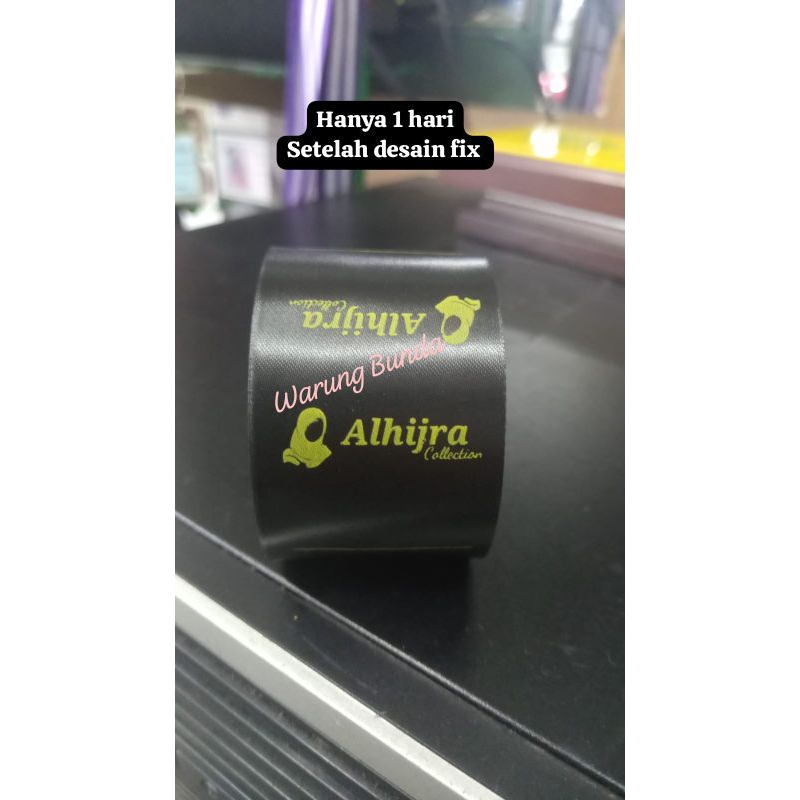 Hanya 1 hari
Setelah desain fix
Alhijra
Collection
Warung Bunda
Alhijra
Collection